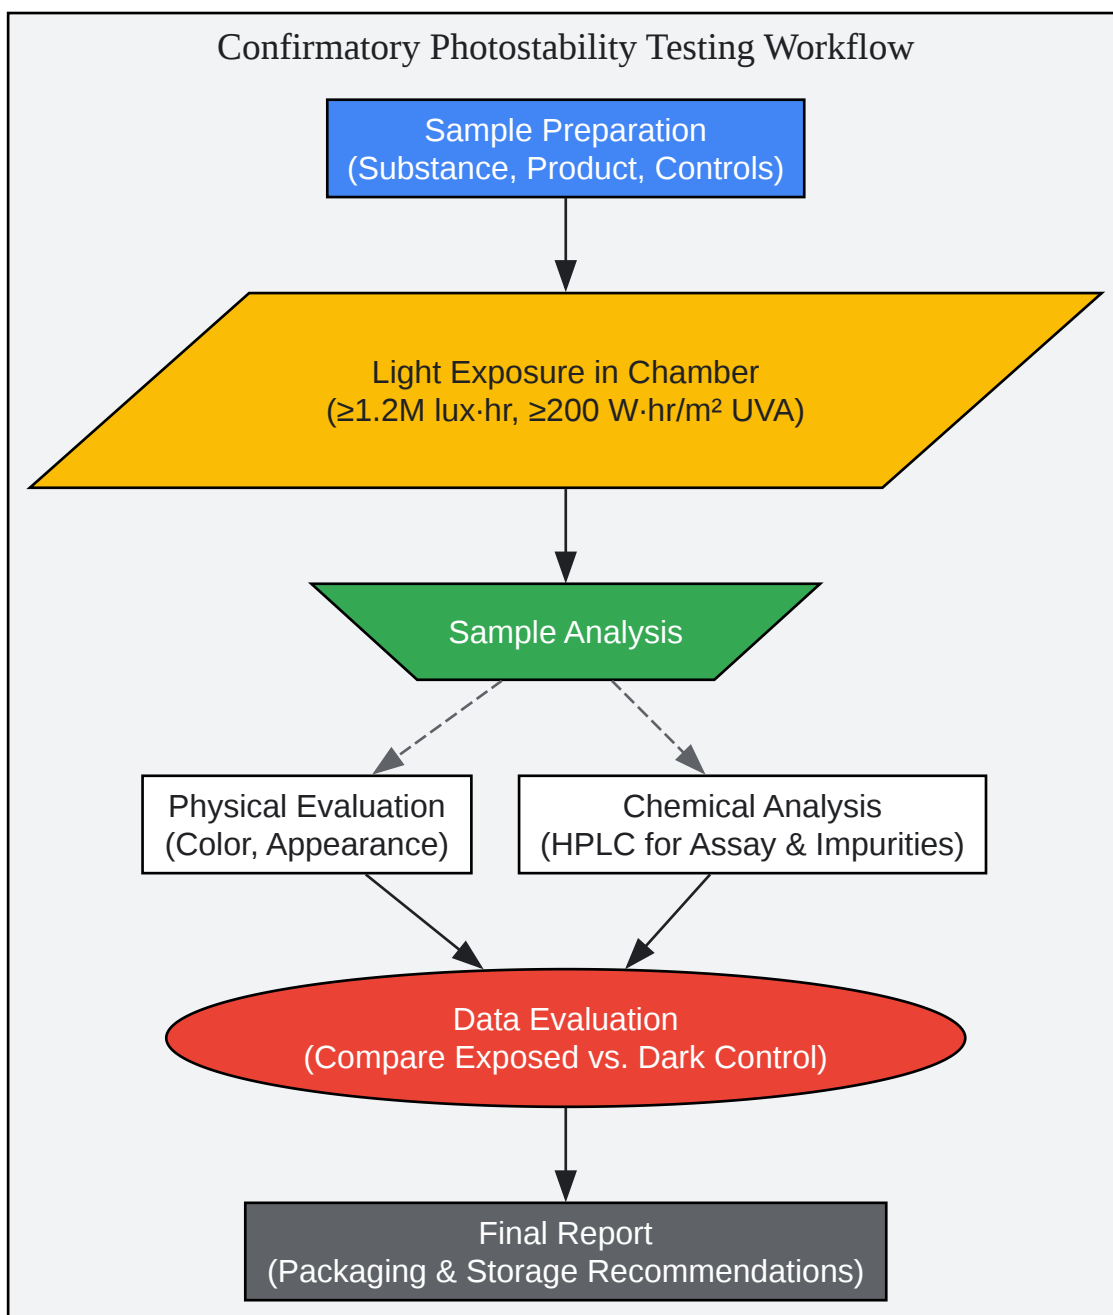 Confirmatory Photostability Testing Workflow
Sample Preparation
(Substance, Product, Controls)
Light Exposure in Chamber
(≥1.2M lux·hr, ≥200 W·hr/m² UVA)
Sample Analysis
Physical Evaluation
(Color, Appearance)
Chemical Analysis
(HPLC for Assay & Impurities)
Data Evaluation
(Compare Exposed vs. Dark Control)
Final Report
(Packaging & Storage Recommendations)